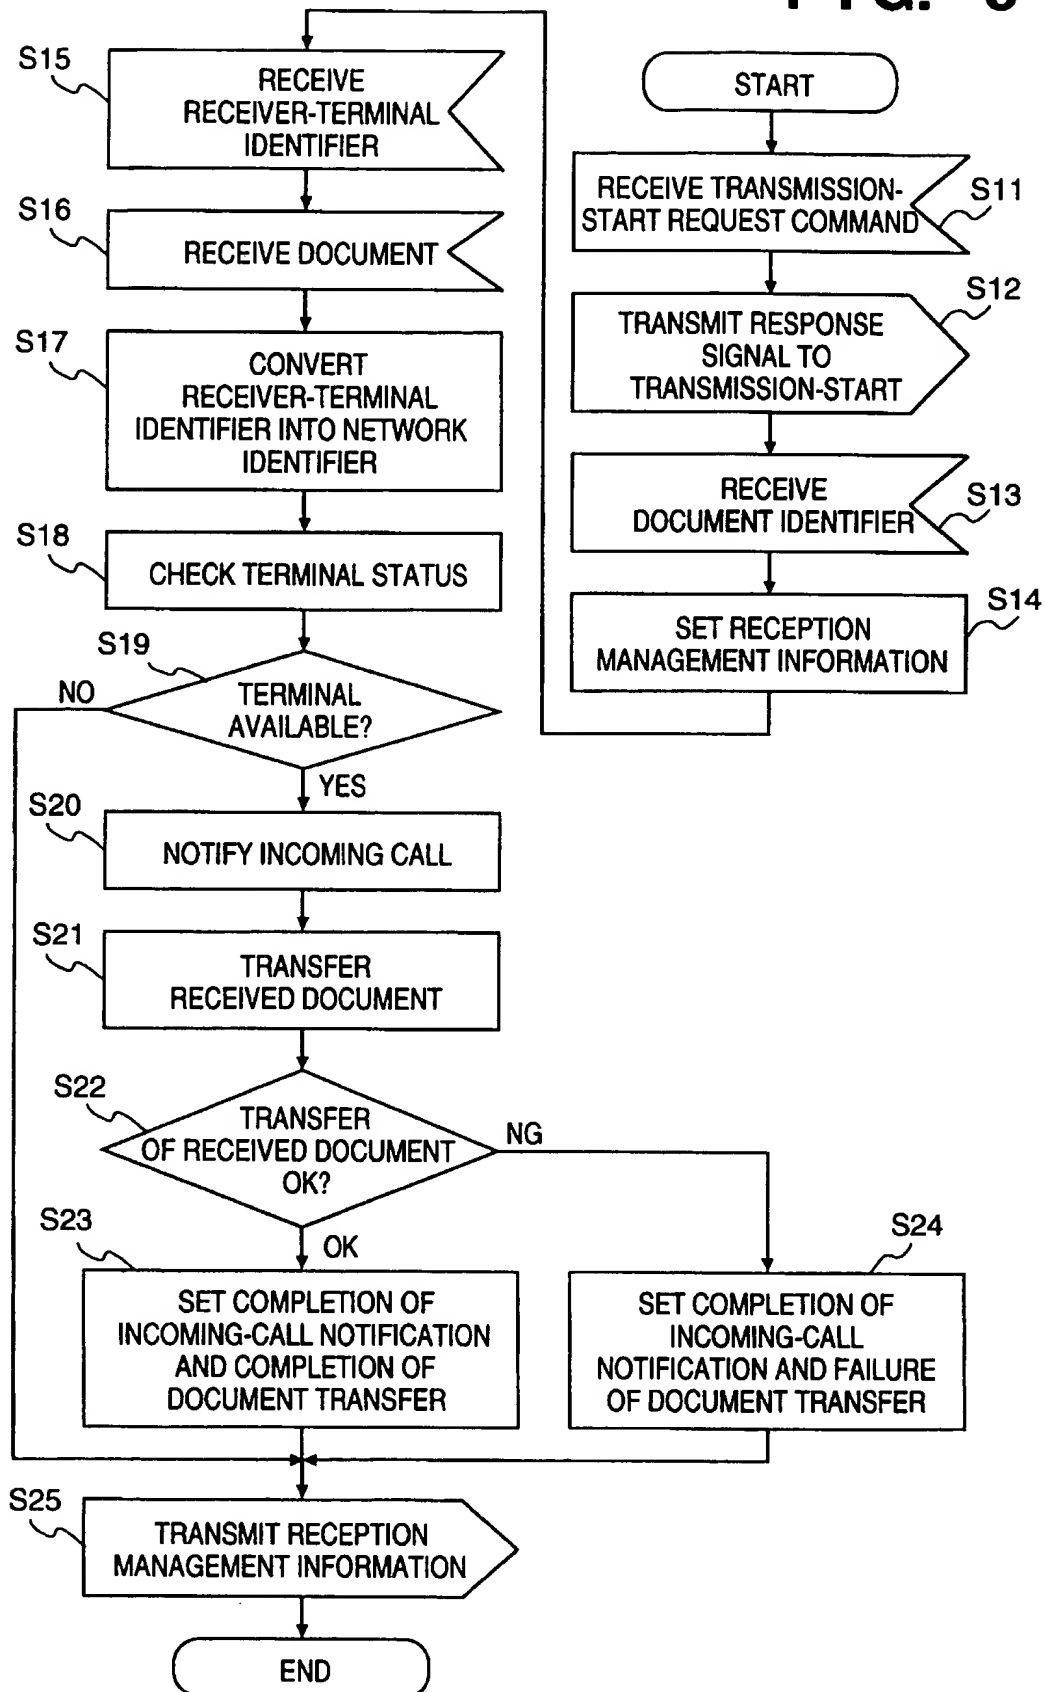 START
RECEIVE TRANSMISSION-
START REQUEST COMMAND
S11
S12
TRANSMIT RESPONSE
SIGNAL TO
TRANSMISSION-START
RECEIVE
DOCUMENT IDENTIFIER
S13
S14
SET RECEPTION
MANAGEMENT INFORMATION
S15
RECEIVE
RECEIVER-TERMINAL
IDENTIFIER
S16
RECEIVE DOCUMENT
S17
CONVERT
RECEIVER-TERMINAL
IDENTIFIER INTO NETWORK
IDENTIFIER
S18
CHECK TERMINAL STATUS
S19
NO
TERMINAL
AVAILABLE?
YES
S20
NOTIFY INCOMING CALL
S21
TRANSFER
RECEIVED DOCUMENT
S22
TRANSFER
OF RECEIVED DOCUMENT
OK?
NG
S23
OK
SET COMPLETION OF
INCOMING-CALL NOTIFICATION
AND COMPLETION OF
DOCUMENT TRANSFER
S24
SET COMPLETION OF
INCOMING-CALL
NOTIFICATION AND FAILURE
OF DOCUMENT TRANSFER
S25
TRANSMIT RECEPTION
MANAGEMENT INFORMATION
END